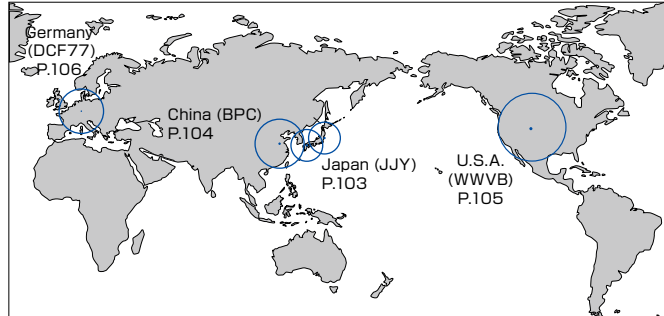 Germany
(DCF77)
P.106
China (BPC)
P.104
Japan (JJY)
P.103
U.S.A.
(WWVB)
P.105